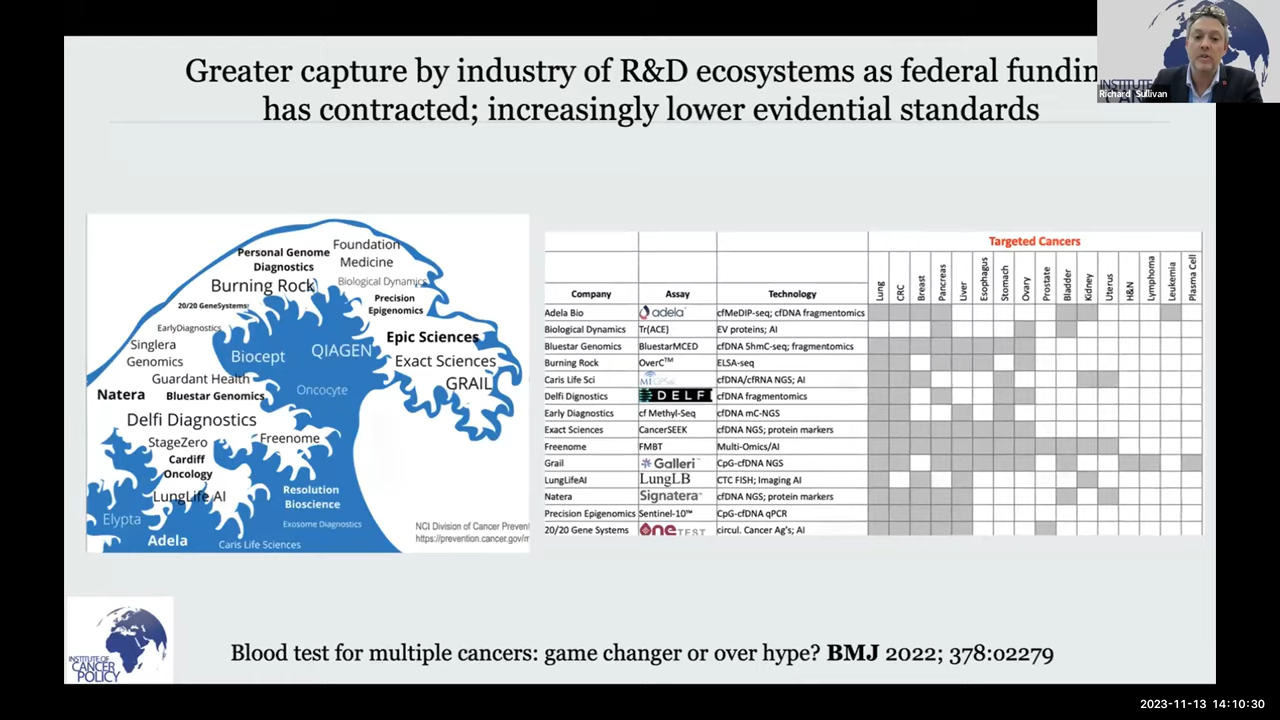 Greater capture by industry of R&D ecosystems as federal fundin
has contracted; increasingly lower evidential standards
INSTITUTE OF
CANCER
Richard Sullivan
Personal Genome
Diagnostics
Foundation
Medicine
Burning Rock
Biological Dynamics
20/20 GeneSystems
Precision
Epigenomics
EarlyDiagnostics
Epic Sciences
Singlera
Genomics
Biocept
QIAGEN
Exact Sciences
Guardant Health
GRAIL
Natera
Bluestar Genomics
Oncocyte
Delfi Diagnostics
StageZero
Freenome
Cardiff
Oncology
LungLife AI
Resolution
Bioscience
Elypta
Exosome Diagnostics
Adela
Caris Life Sciences
NCI Division of Cancer Prevent
https://prevention.cancer.gov/m
Targeted Cancers
Company Assay Technology Lung CRC Breast Pancreas Liver Esophagus Stomach Ovary Prostate Bladder Kidney Uterus H&N Lymphoma Leukemia Plasma Cell
Adela Bio adela cfMeDIP-seq; cfDNA fragmentomics
Biological Dynamics Tr(ACE) EV proteins; AI
Bluestar Genomics BluestarMCED cfDNA 5hmC-seq; fragmentomics
Burning Rock OverC™ ELSA-seq
Caris Life Sci MI cfDNA/cfRNA NGS; AI
Delfi Dignostics DELFI cfDNA fragmentomics
Early Diagnostics cf Methyl-Seq cfDNA mC-NGS
Exact Sciences CancerSEEK cfDNA NGS; protein markers
Freenome FMBT Multi-Omics/AI
Grail Galleri CpG-cfDNA NGS
LungLifeAI LungLB CTC FISH; Imaging AI
Natera Signatera™ cfDNA NGS; protein markers
Precision Epigenomics Sentinel-10™ CpG-cfDNA qPCR
20/20 Gene Systems ONE TEST circul. Cancer Ag's; AI
INSTITUTE OF
CANCER
POLICY
Blood test for multiple cancers: game changer or over hype? BMJ 2022; 378:02279
2023-11-13 14:10:30